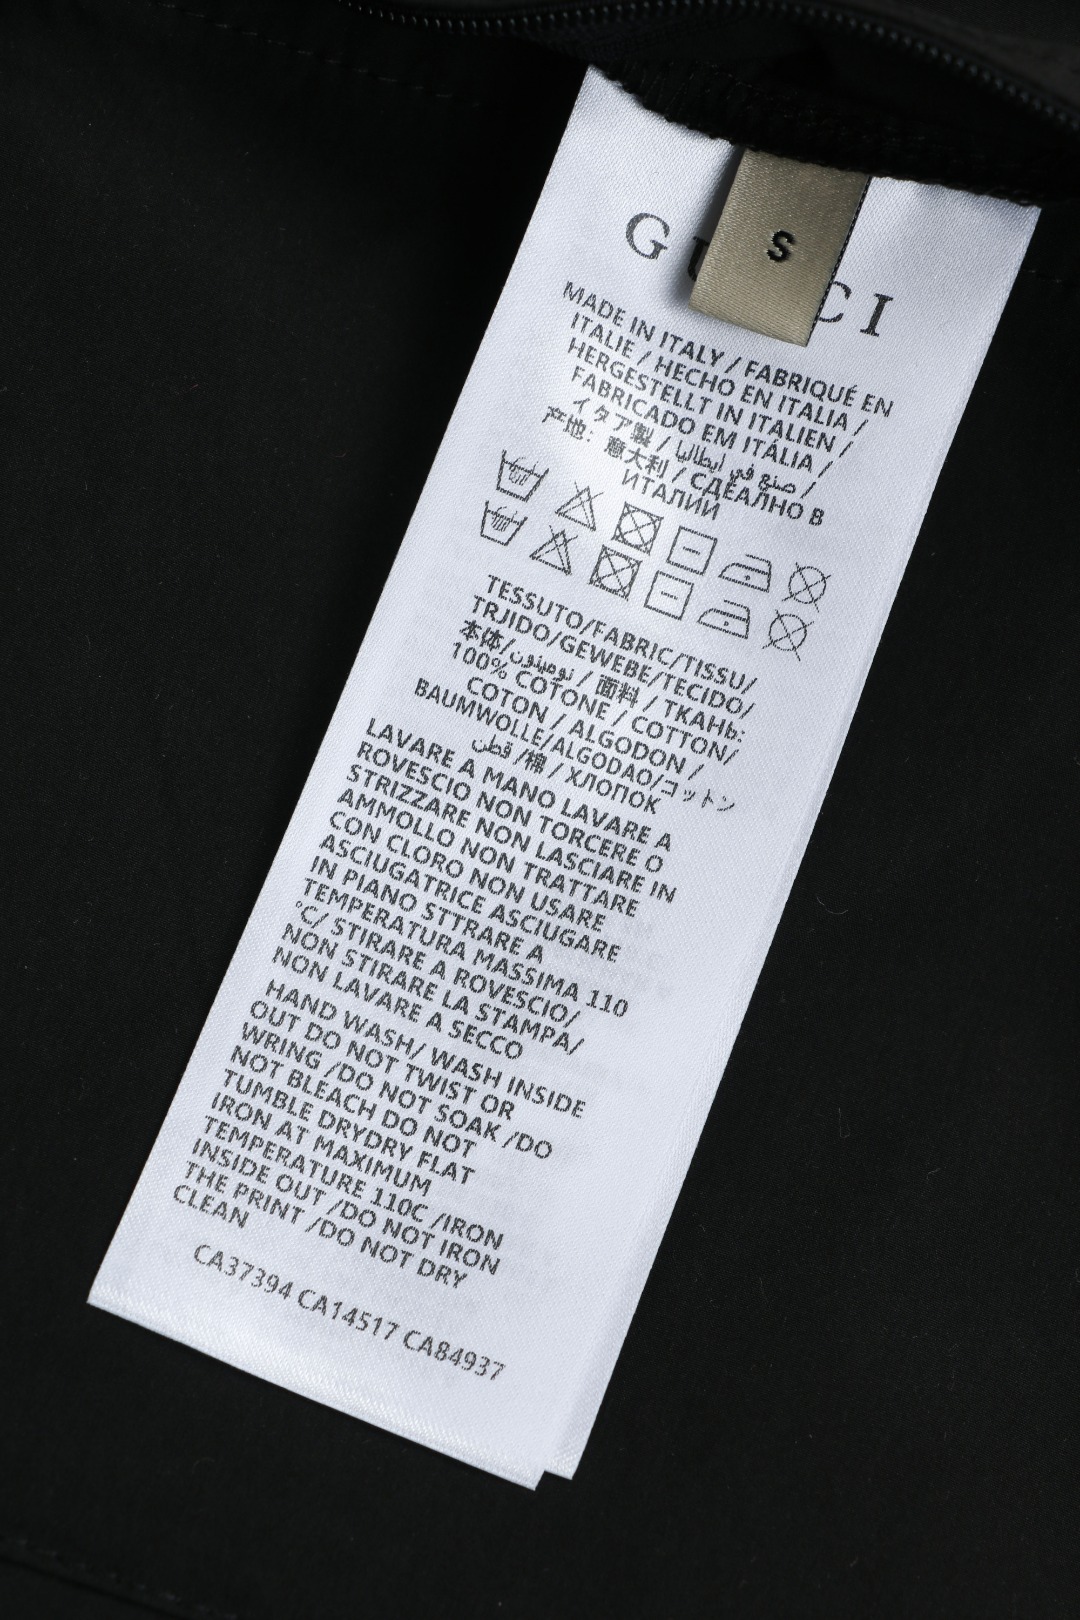 S
G CI
MADE IN ITALY / FABRIQUÉ EN
ITALIE / HECHO EN ITALIA /
HERGESTELLT IN ITALIEN /
FABRICADO EM ITÁLIA /
イタア製 / صنع في ايطاليا /
产地: 意大利 / СДЕАЛНО В
ИТАЛИИ
TESSUTO/FABRIC/TISSU/
TRJIDO/GEWEBE/TECIDO/
本体/ / 面料 / ТКАНЬ:
100% COTONE / COTTON/
COTON / ALGODON /
BAUMWOLLE/ALGODAO/コットン
قطن /棉 / ХЛОПОК
LAVARE A MANO LAVARE A
ROVESCIO NON TORCERE O
STRIZZARE NON LASCIARE IN
AMMOLLO NON TRATTARE
CON CLORO NON USARE
ASCIUGATRICE ASCIUGARE
IN PIANO STTRARE A
TEMPERATURA MASSIMA 110
°C/ STIRARE A ROVESCIO/
NON STIRARE LA STAMPA/
NON LAVARE A SECCO
HAND WASH/ WASH INSIDE
OUT DO NOT TWIST OR
WRING /DO NOT SOAK /DO
NOT BLEACH DO NOT
TUMBLE DRYDRY FLAT
IRON AT MAXIMUM
TEMPERATURE 110C /IRON
INSIDE OUT /DO NOT IRON
THE PRINT /DO NOT DRY
CLEAN
CA37394 CA14517 CA84937